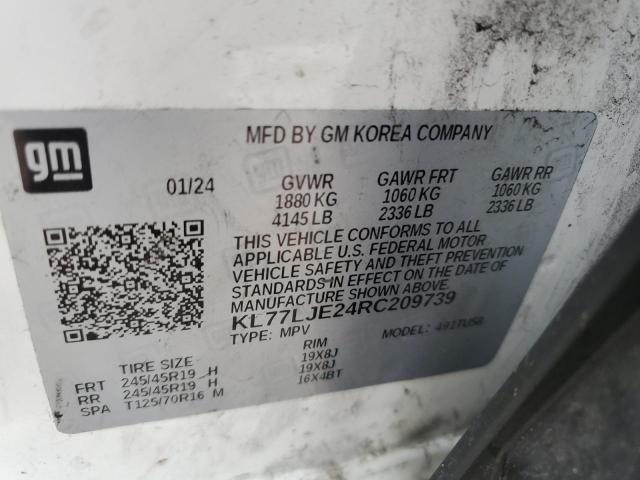 gm
MFD BY GM KOREA COMPANY
01/24 GVWR GAWR FRT GAWR RR
1880 KG 1060 KG 1060 KG
4145 LB 2336 LB 2336 LB
THIS VEHICLE CONFORMS TO ALL
APPLICABLE U.S. FEDERAL MOTOR
VEHICLE SAFETY AND THEFT PREVENTION
STANDARDS IN EFFECT ON THE DATE OF
MANUFACTURE SHOWN ABOVE.
KL77LJE24RC209739
TYPE: MPV MODEL: 491TU58
TIRE SIZE RIM
FRT 245/45R19 H 19X8J
RR 245/45R19 H 19X8J
SPA T125/70R16 M 16X4BT